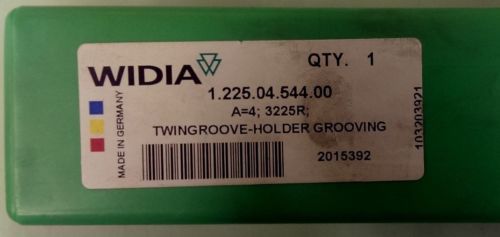 WIDIA
QTY. 1
1.225.04.544.00
A=4; 3225R;
TWINGROOVE-HOLDER GROOVING
2015392
MADE IN GERMANY
103203921